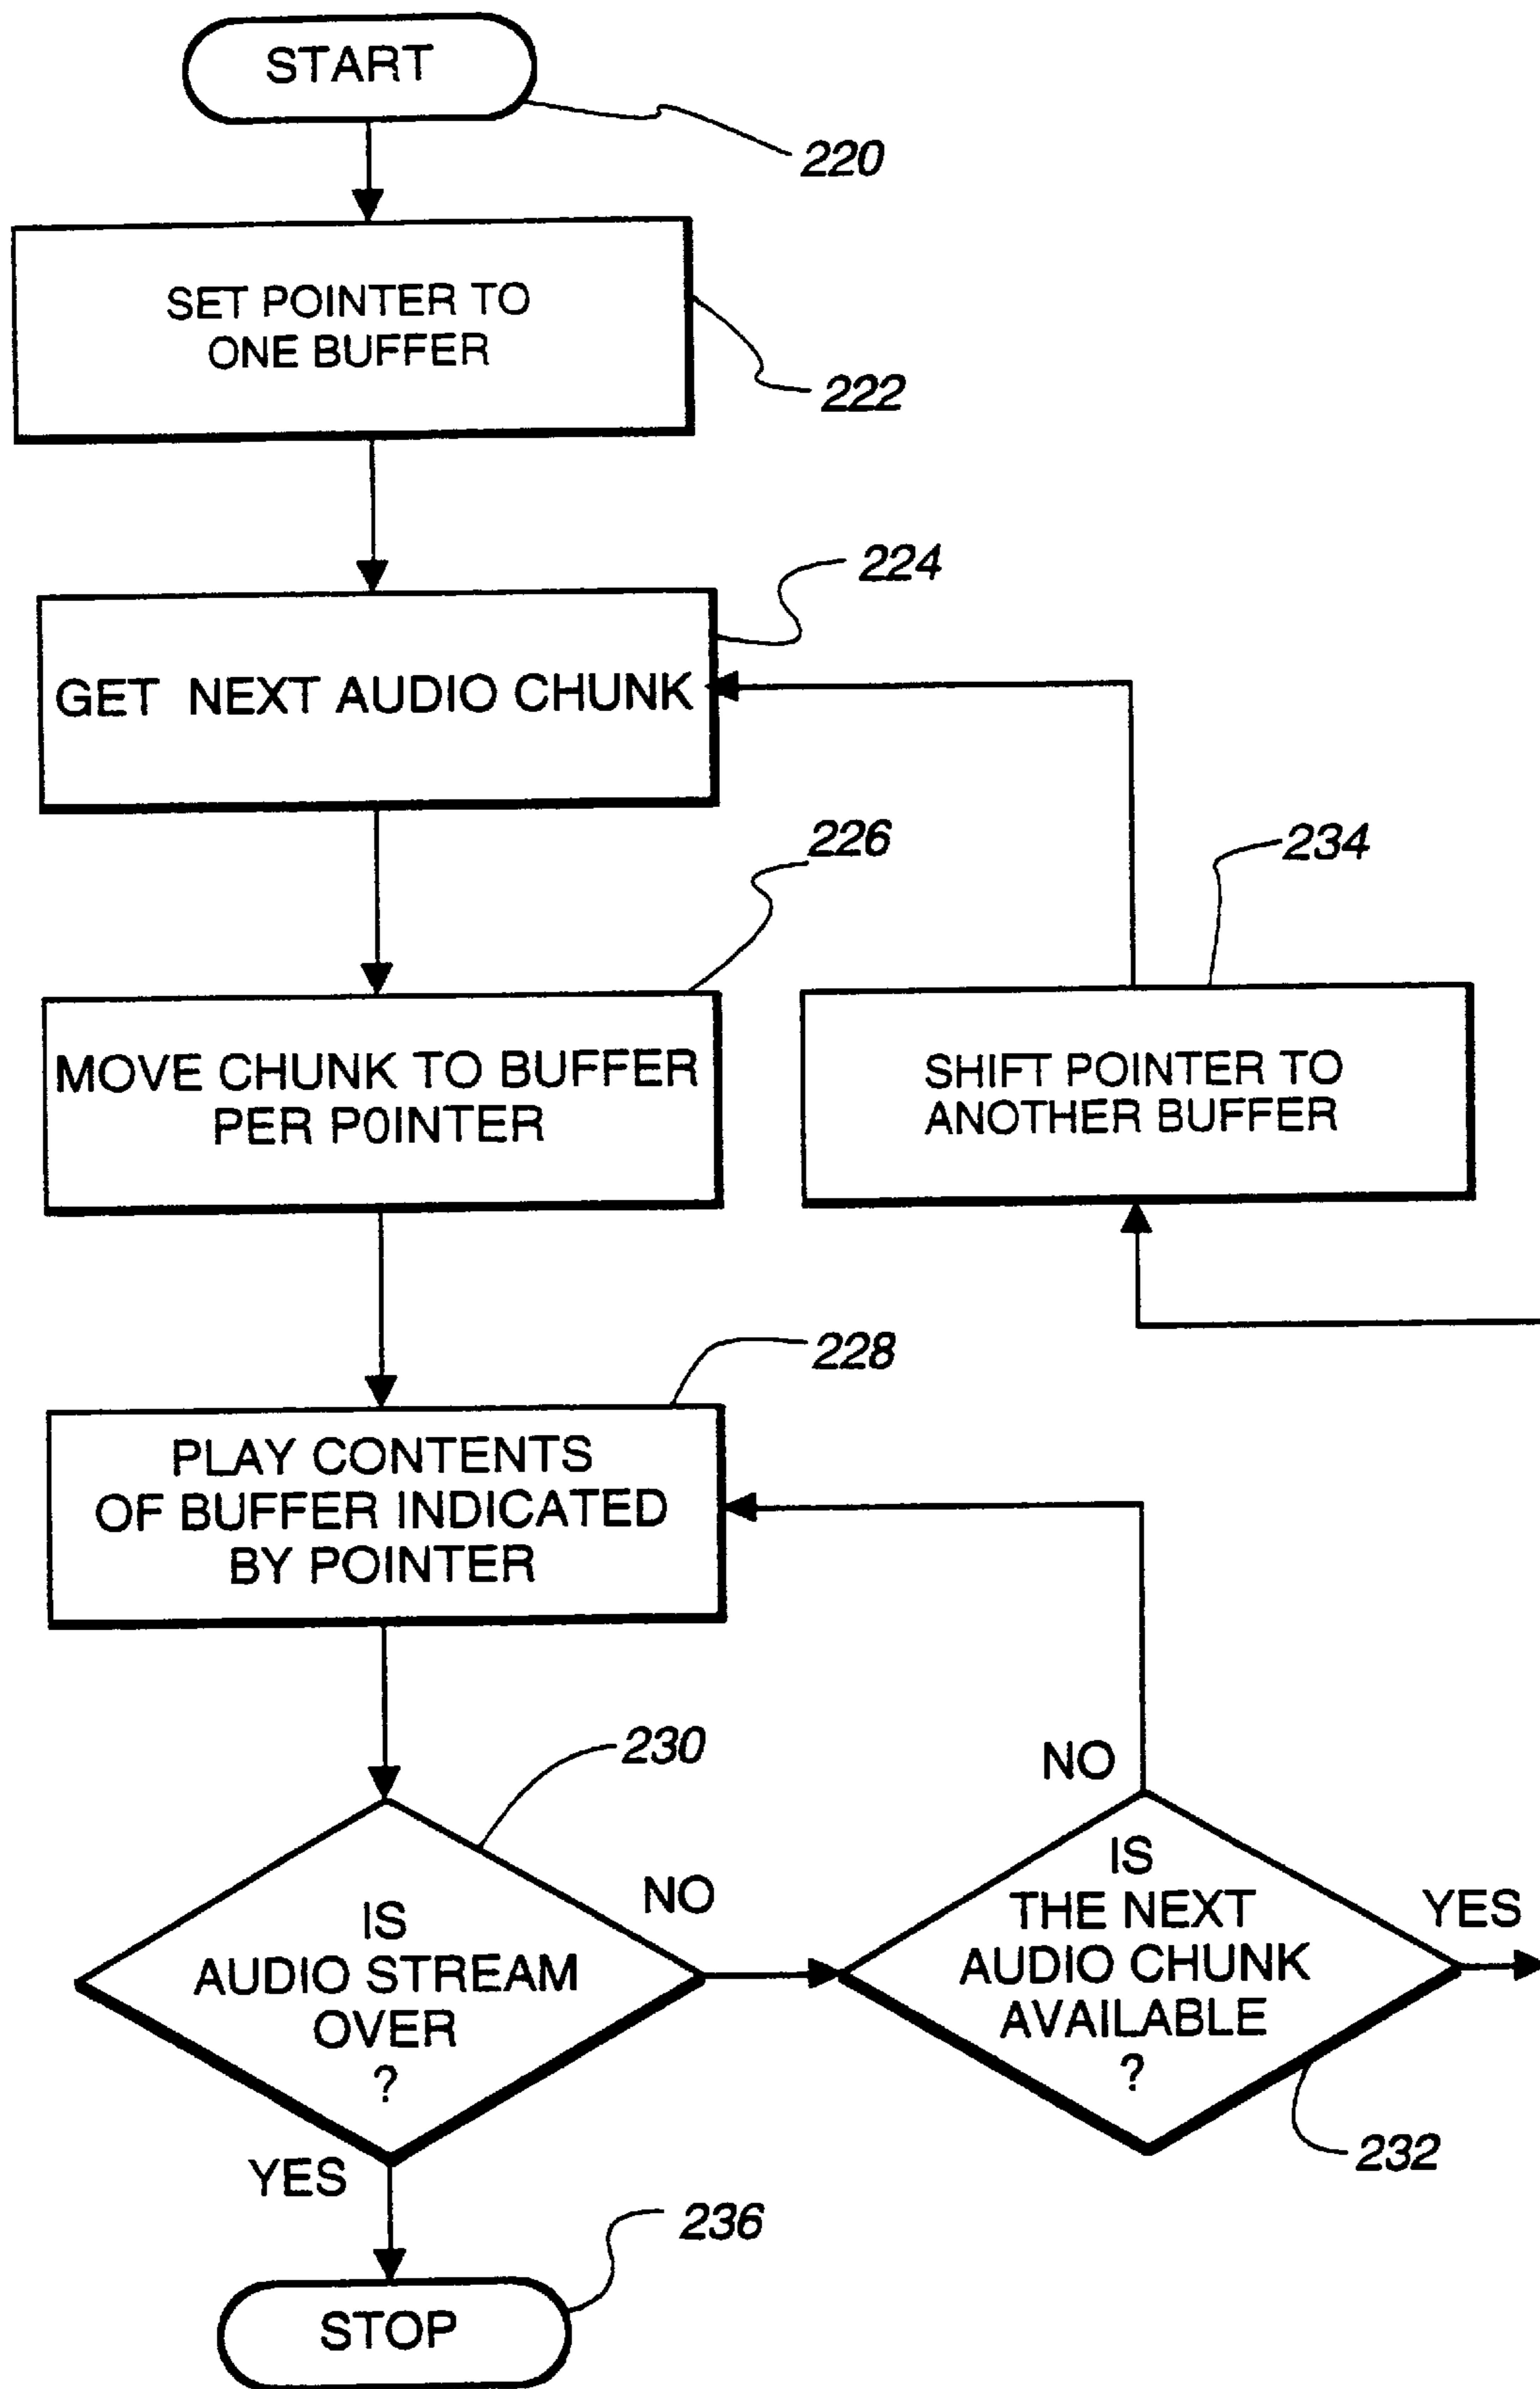 START
220
SET POINTER TO
ONE BUFFER
222
224
GET NEXT AUDIO CHUNK
226
234
MOVE CHUNK TO BUFFER
PER P0INTER
SHIFT POINTER TO
ANOTHER BUFFER
228
PLAY CONTENTS
OF BUFFER INDICATED
BY POINTER
230
NO
IS
AUDIO STREAM
OVER
?
NO
IS
THE NEXT
AUDIO CHUNK
AVAILABLE
?
YES
232
YES
236
STOP